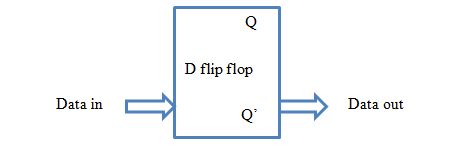 Q
D flip flop
Data in
Data out
Q'